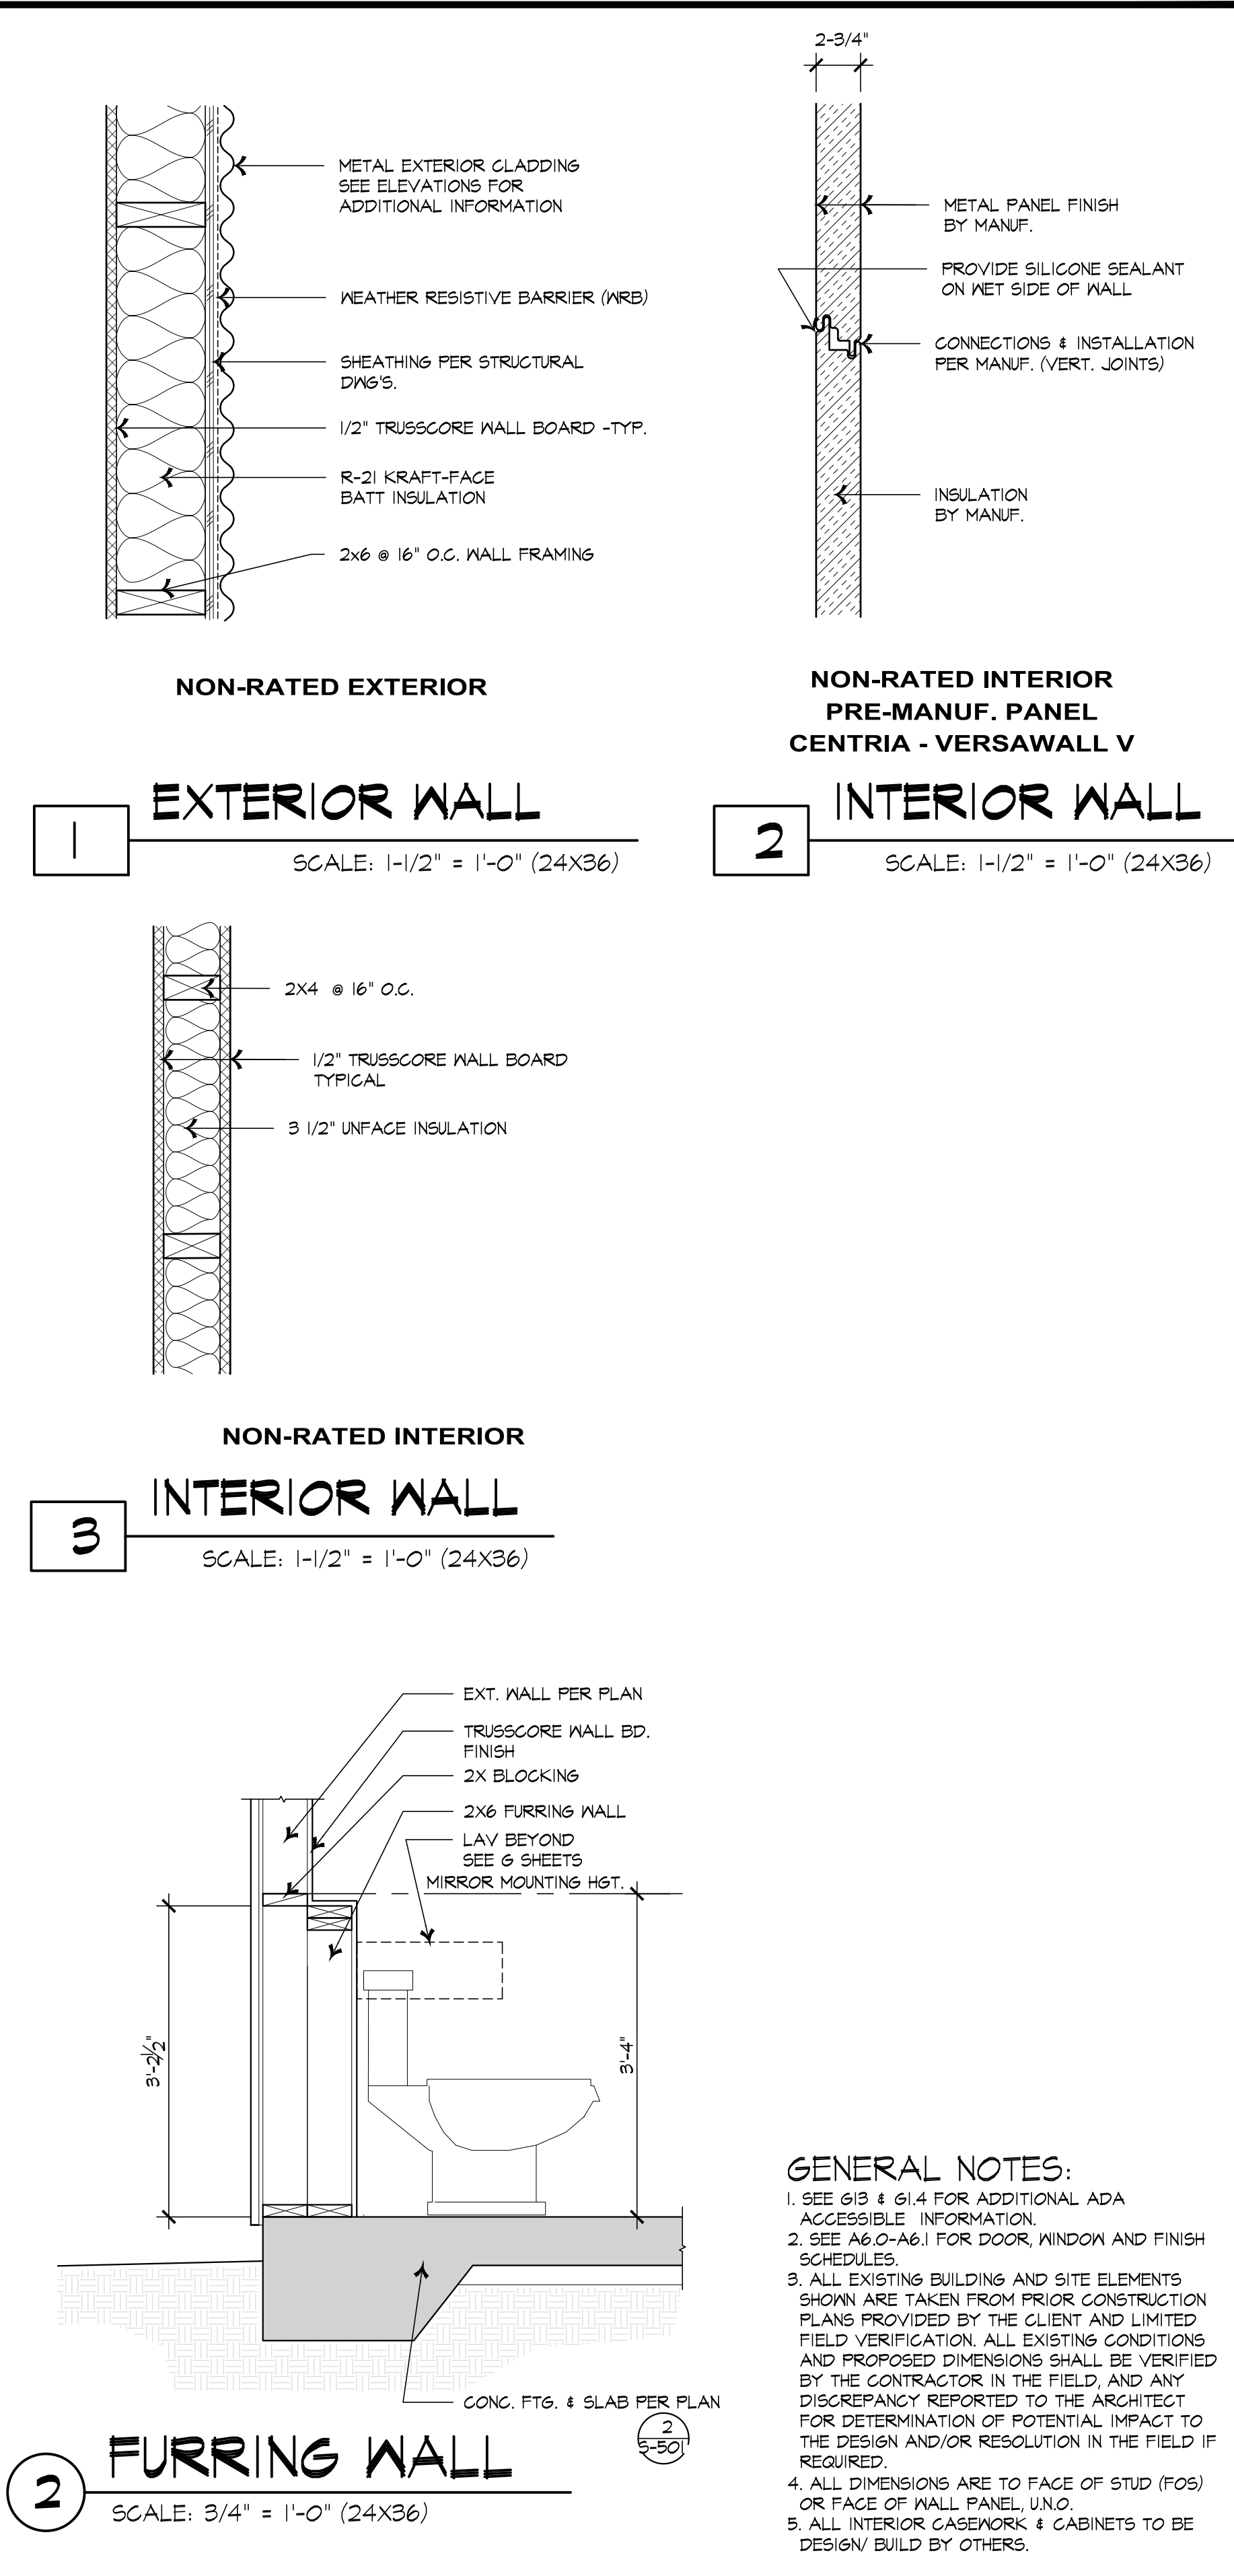 METAL EXTERIOR CLADDING
SEE ELEVATIONS FOR
ADDITIONAL INFORMATION
WEATHER RESISTIVE BARRIER (WRB)
SHEATHING PER STRUCTURAL
DWG'S.
1/2" TRUSSCORE WALL BOARD -TYP.
R-21 KRAFT-FACE
BATT INSULATION
2x6 @ 16" O.C. WALL FRAMING
NON-RATED EXTERIOR
1
EXTERIOR WALL
SCALE: 1-1/2" = 1'-0" (24X36)
2-3/4"
METAL PANEL FINISH
BY MANUF.
PROVIDE SILICONE SEALANT
ON WET SIDE OF WALL
CONNECTIONS & INSTALLATION
PER MANUF. (VERT. JOINTS)
INSULATION
BY MANUF.
NON-RATED INTERIOR
PRE-MANUF. PANEL
CENTRIA - VERSAWALL V
2
INTERIOR WALL
SCALE: 1-1/2" = 1'-0" (24X36)
2X4 @ 16" O.C.
1/2" TRUSSCORE WALL BOARD
TYPICAL
3 1/2" UNFACE INSULATION
NON-RATED INTERIOR
3
INTERIOR WALL
SCALE: 1-1/2" = 1'-0" (24X36)
EXT. WALL PER PLAN
TRUSSCORE WALL BD.
FINISH
2X BLOCKING
2X6 FURRING WALL
LAV BEYOND
SEE G SHEETS
MIRROR MOUNTING HGT.
3'-2½"
3'-4"
CONC. FTG. & SLAB PER PLAN
2
S-501
2
FURRING WALL
SCALE: 3/4" = 1'-0" (24X36)
GENERAL NOTES:
1. SEE G13 & G1.4 FOR ADDITIONAL ADA
ACCESSIBLE INFORMATION.
2. SEE A6.0-A6.1 FOR DOOR, WINDOW AND FINISH
SCHEDULES.
3. ALL EXISTING BUILDING AND SITE ELEMENTS
SHOWN ARE TAKEN FROM PRIOR CONSTRUCTION
PLANS PROVIDED BY THE CLIENT AND LIMITED
FIELD VERIFICATION. ALL EXISTING CONDITIONS
AND PROPOSED DIMENSIONS SHALL BE VERIFIED
BY THE CONTRACTOR IN THE FIELD, AND ANY
DISCREPANCY REPORTED TO THE ARCHITECT
FOR DETERMINATION OF POTENTIAL IMPACT TO
THE DESIGN AND/OR RESOLUTION IN THE FIELD IF
REQUIRED.
4. ALL DIMENSIONS ARE TO FACE OF STUD (FOS)
OR FACE OF WALL PANEL, U.N.O.
5. ALL INTERIOR CASEWORK & CABINETS TO BE
DESIGN/ BUILD BY OTHERS.